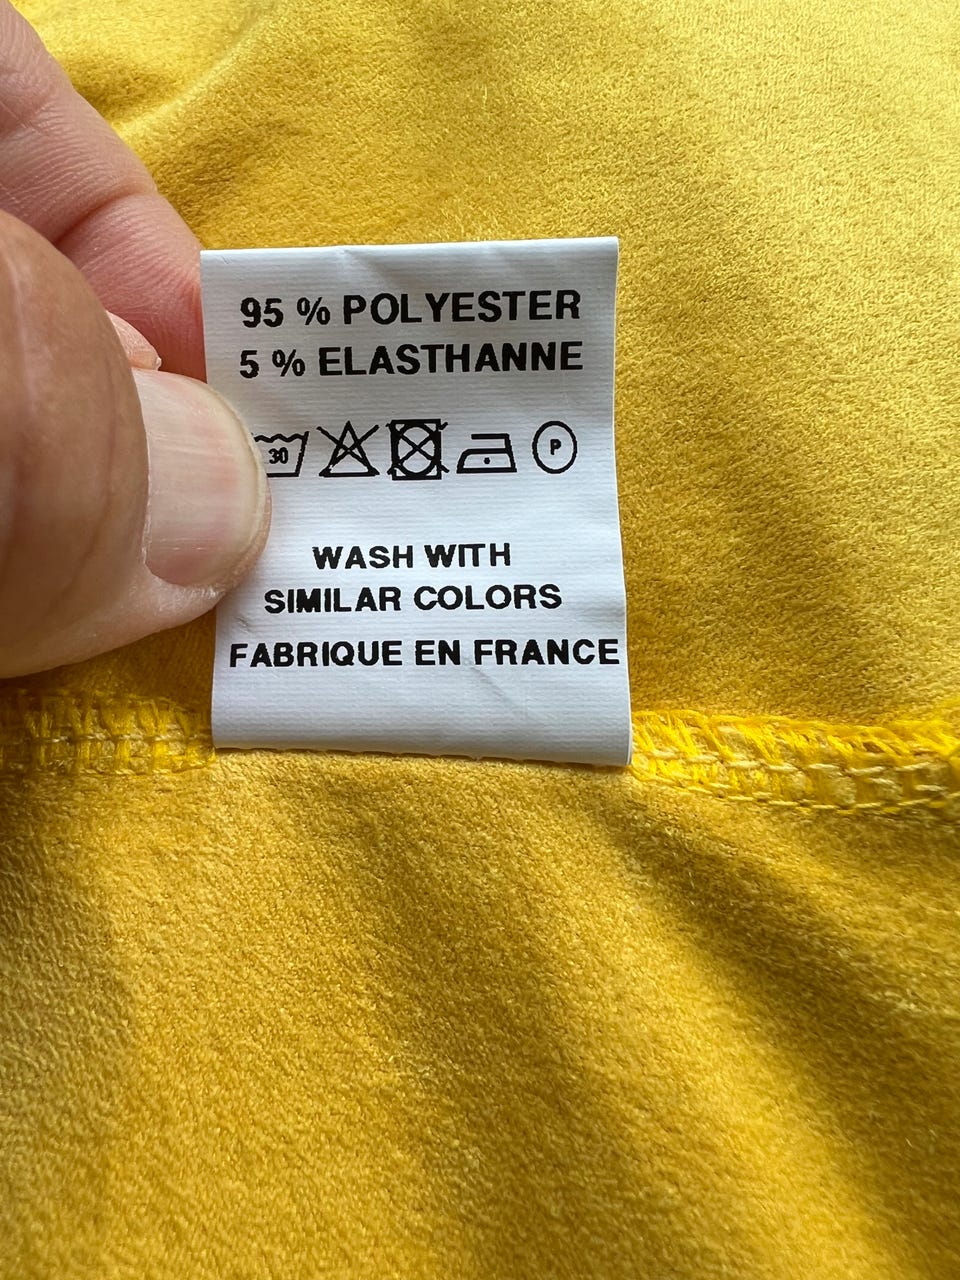 95 % POLYESTER
5 % ELASTHANNE
30 P
WASH WITH
SIMILAR COLORS
FABRIQUE EN FRANCE